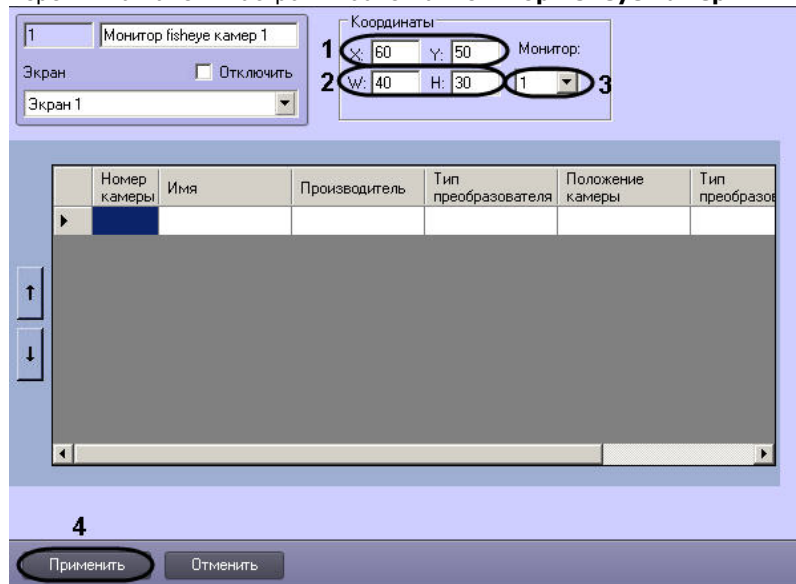 1 Монитор fisheye камер 1
Экран Отключить
Экран 1
Координаты
1 X: 60 Y: 50 Монитор:
2 W: 40 H: 30 1 3
Номер камеры Имя Производитель Тип преобразователя Положение камеры Тип преобразов
↑
↓
4
Применить Отменить